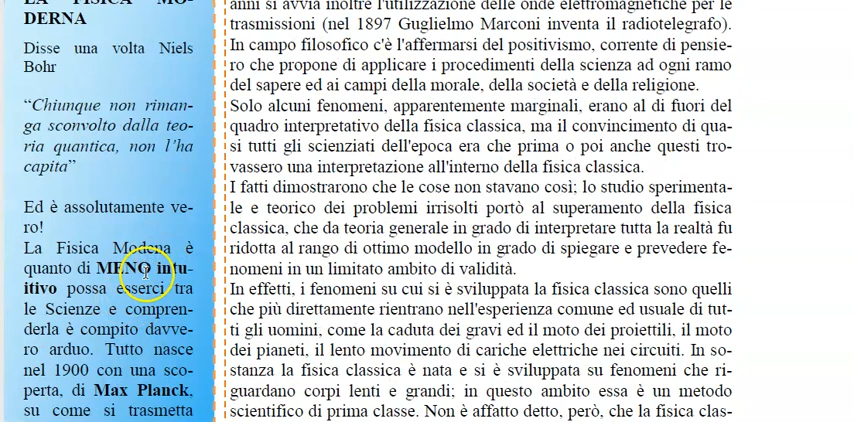 LA FISICA MO-
DERNA
Disse una volta Niels
Bohr
“Chiunque non riman-
ga sconvolto dalla teo-
ria quantica, non l’ha
capita”
Ed è assolutamente ve-
ro!
La Fisica Modena è
quanto di MENO intu-
itivo possa esserci tra
le Scienze e compren-
derla è compito davve-
ro arduo. Tutto nasce
nel 1900 con una sco-
perta, di Max Planck,
su come si trasmetta
anni si avvia inoltre l'utilizzazione delle onde elettromagnetiche per le
trasmissioni (nel 1897 Guglielmo Marconi inventa il radiotelegrafo).
In campo filosofico c'è l'affermarsi del positivismo, corrente di pensie-
ro che propone di applicare i procedimenti della scienza ad ogni ramo
del sapere ed ai campi della morale, della società e della religione.
Solo alcuni fenomeni, apparentemente marginali, erano al di fuori del
quadro interpretativo della fisica classica, ma il convincimento di qua-
si tutti gli scienziati dell'epoca era che prima o poi anche questi tro-
vassero una interpretazione all'interno della fisica classica.
I fatti dimostrarono che le cose non stavano così; lo studio sperimenta-
le e teorico dei problemi irrisolti portò al superamento della fisica
classica, che da teoria generale in grado di interpretare tutta la realtà fu
ridotta al rango di ottimo modello in grado di spiegare e prevedere fe-
nomeni in un limitato ambito di validità.
In effetti, i fenomeni su cui si è sviluppata la fisica classica sono quelli
che più direttamente rientrano nell'esperienza comune ed usuale di tut-
ti gli uomini, come la caduta dei gravi ed il moto dei proiettili, il moto
dei pianeti, il lento movimento di cariche elettriche nei circuiti. In so-
stanza la fisica classica è nata e si è sviluppata su fenomeni che ri-
guardano corpi lenti e grandi; in questo ambito essa è un metodo
scientifico di prima classe. Non è affatto detto, però, che la fisica clas-